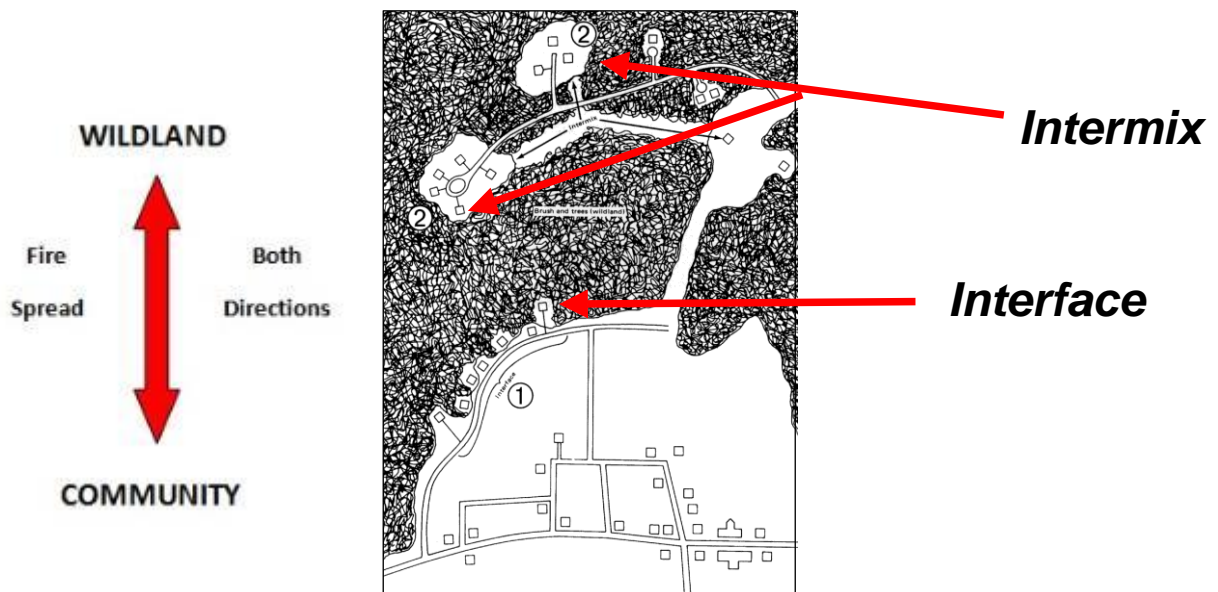 WILDLAND
Fire
Spread
Both
Directions
COMMUNITY
②
②
Intermix
Brush and trees (wildland)
Interface
①
Intermix
Interface